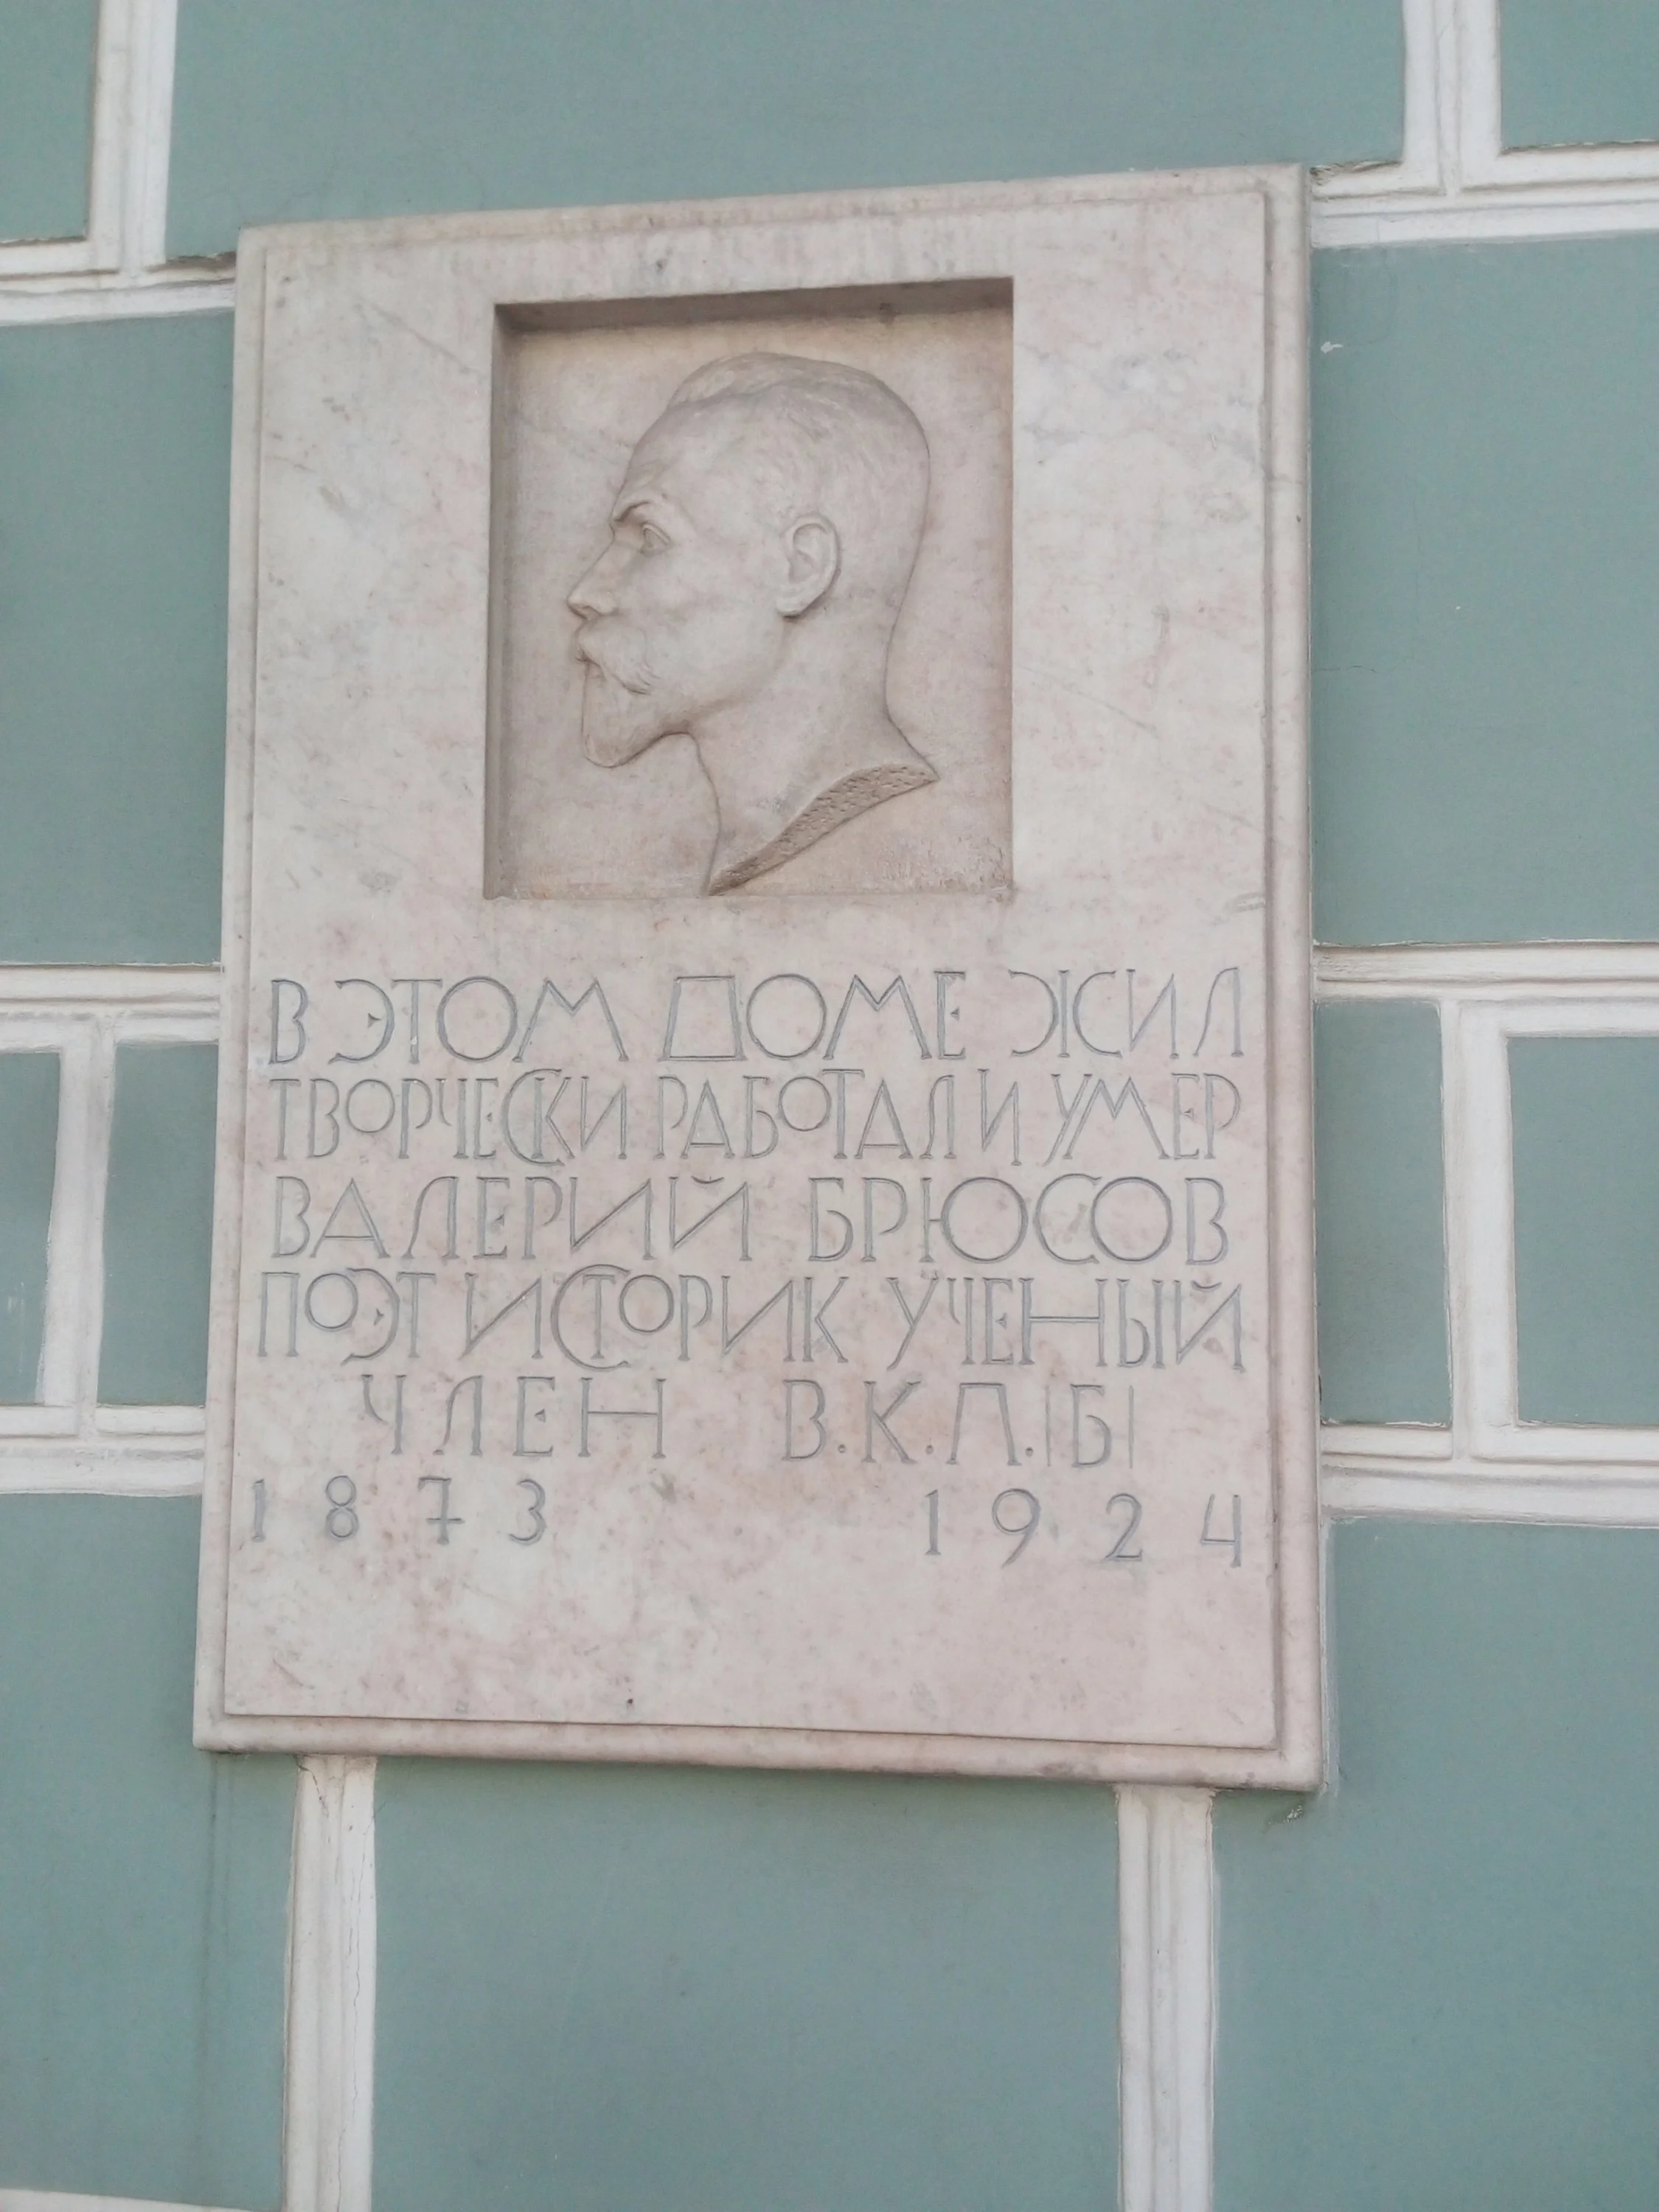 В ЭТОМ ДОМЕ ЖИЛ
ТВОРЧЕСКИ РАБОТАЛ И УМЕР
ВАЛЕРИЙ БРЮСОВ
ПОЭТ ИСТОРИК УЧЕНЫЙ
ЧЛЕН В.К.П.|Б|
1873 1924